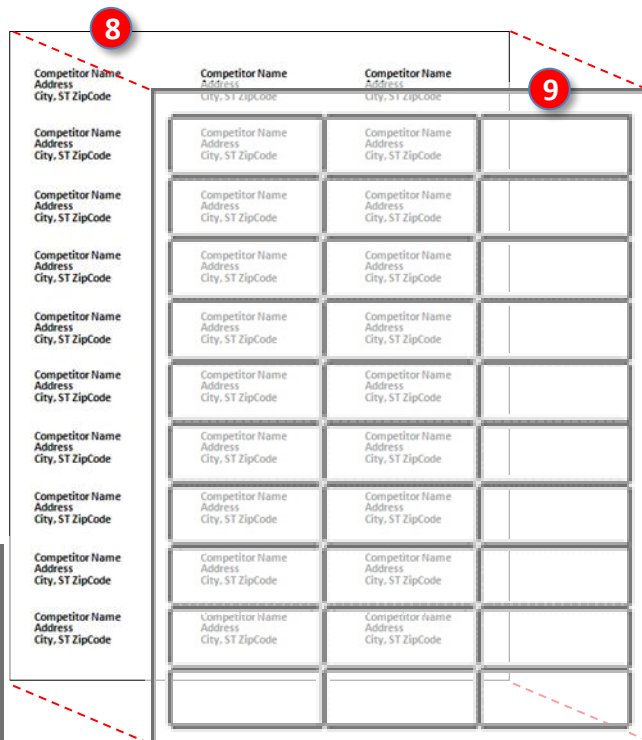 8
Competitor Name Competitor Name Competitor Name
Address Address Address
City, ST ZipCode City, ST ZipCode City, ST ZipCode
9
Competitor Name Competitor Name Competitor Name
Address Address Address
City, ST ZipCode City, ST ZipCode City, ST ZipCode
Competitor Name Competitor Name Competitor Name
Address Address Address
City, ST ZipCode City, ST ZipCode City, ST ZipCode
Competitor Name Competitor Name Competitor Name
Address Address Address
City, ST ZipCode City, ST ZipCode City, ST ZipCode
Competitor Name Competitor Name Competitor Name
Address Address Address
City, ST ZipCode City, ST ZipCode City, ST ZipCode
Competitor Name Competitor Name Competitor Name
Address Address Address
City, ST ZipCode City, ST ZipCode City, ST ZipCode
Competitor Name Competitor Name Competitor Name
Address Address Address
City, ST ZipCode City, ST ZipCode City, ST ZipCode
Competitor Name Competitor Name Competitor Name
Address Address Address
City, ST ZipCode City, ST ZipCode City, ST ZipCode
Competitor Name Competitor Name Competitor Name
Address Address Address
City, ST ZipCode City, ST ZipCode City, ST ZipCode
Competitor Name Competitor Name Competitor Name
Address Address Address
City, ST ZipCode City, ST ZipCode City, ST ZipCode